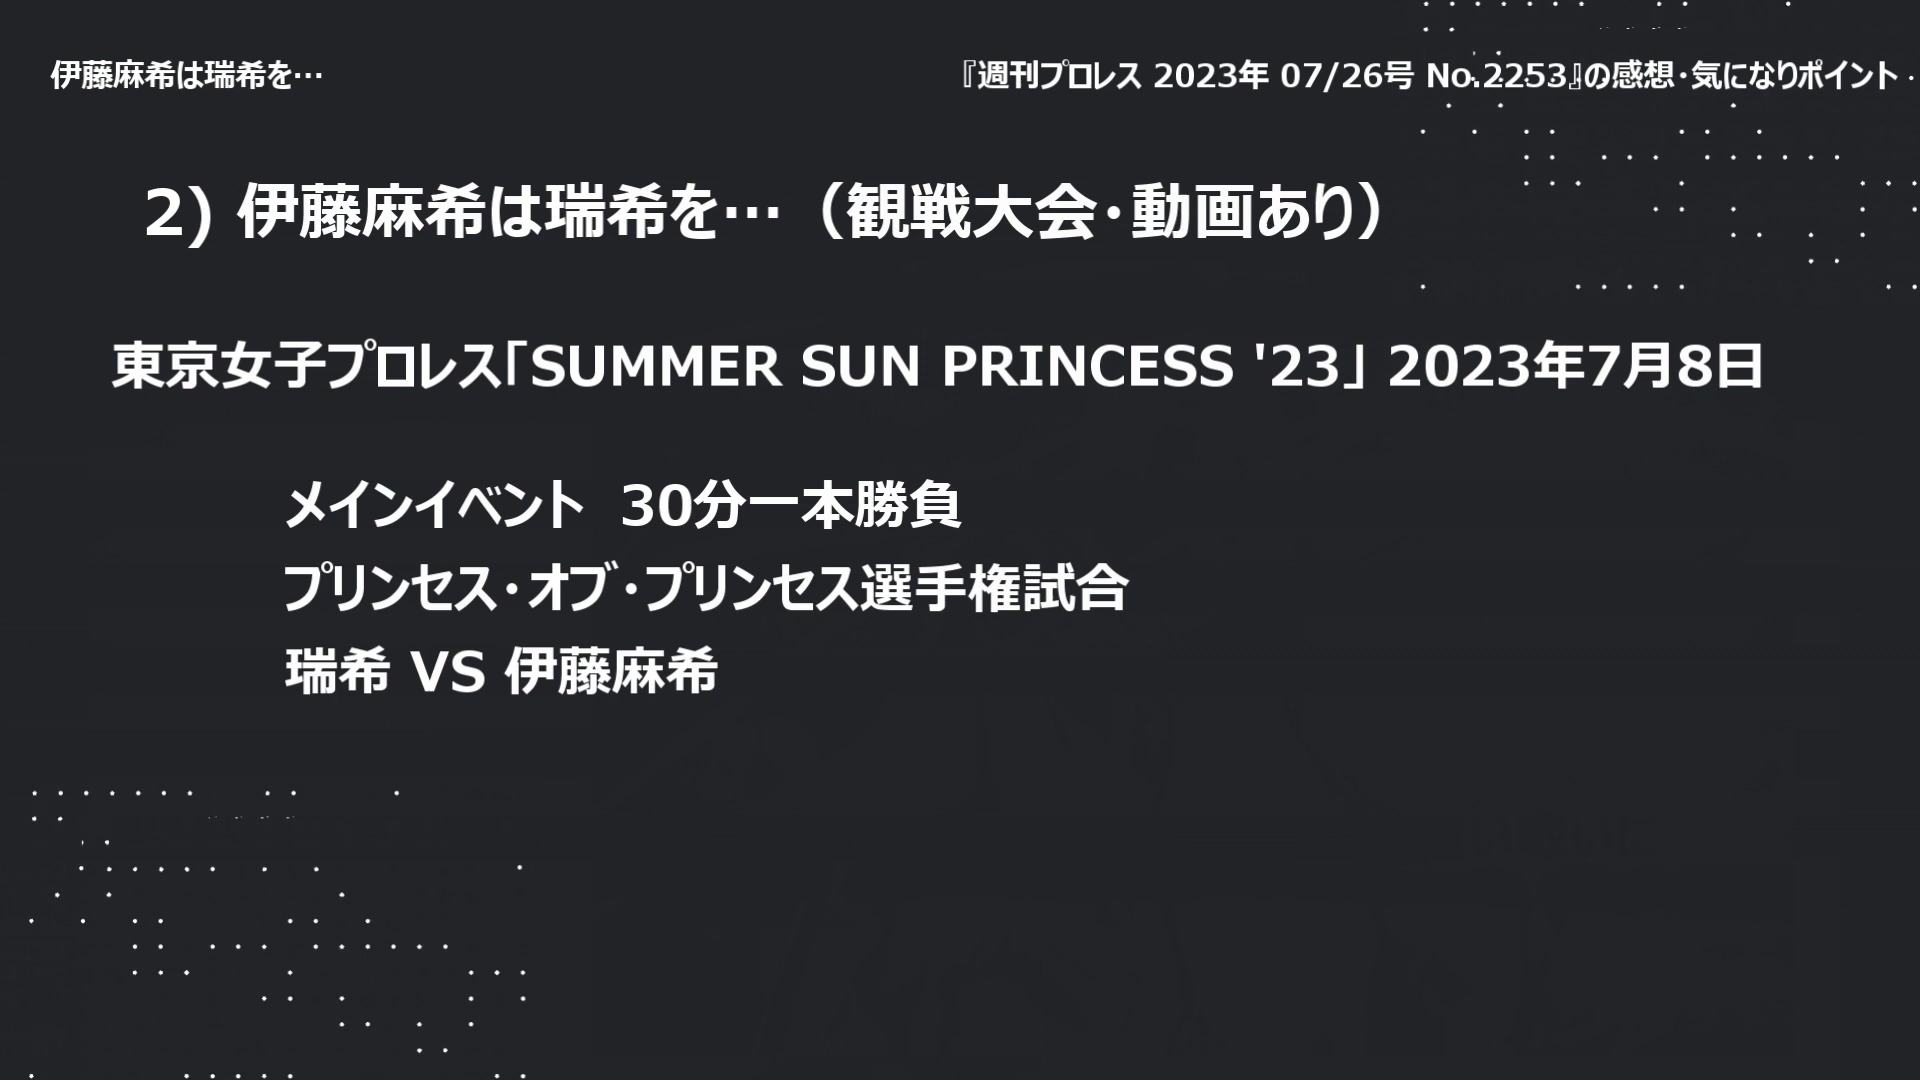 伊藤麻希は瑞希を…
『週刊プロレス 2023年 07/26号 No.2253』の感想・気になりポイント
2) 伊藤麻希は瑞希を…（観戦大会・動画あり）
東京女子プロレス「SUMMER SUN PRINCESS '23」 2023年7月8日
メインイベント 30分一本勝負
プリンセス・オブ・プリンセス選手権試合
瑞希 VS 伊藤麻希